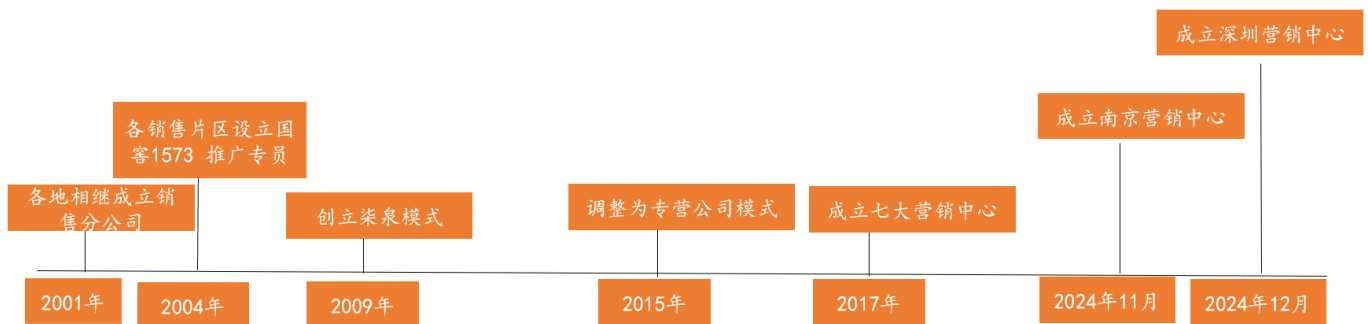 成立深圳营销中心
各销售片区设立国
窖1573 推广专员
成立南京营销中心
各地相继成立销
售分公司
创立柒泉模式
调整为专营公司模式
成立七大营销中心
2001年
2004年
2009年
2015年
2017年
2024年11月
2024年12月